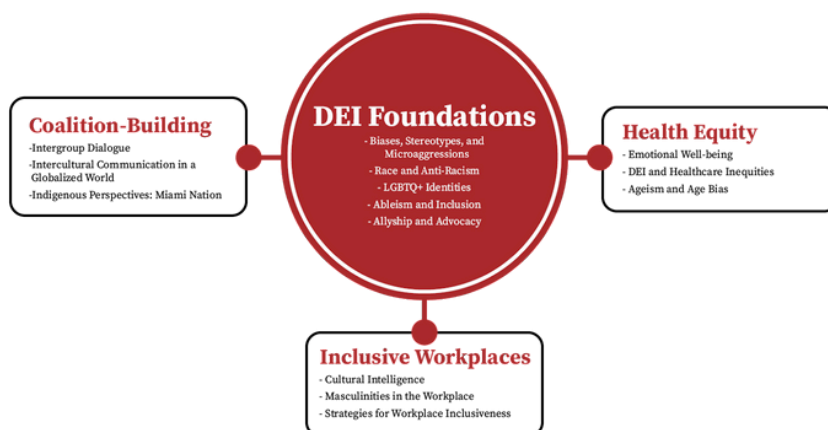 Coalition-Building
-Intergroup Dialogue
-Intercultural Communication in a
Globalized World
-Indigenous Perspectives: Miami Nation
DEI Foundations
- Biases, Stereotypes, and
Microaggressions
- Race and Anti-Racism
- LGBTQ+ Identities
- Ableism and Inclusion
- Allyship and Advocacy
Health Equity
- Emotional Well-being
- DEI and Healthcare Inequities
- Ageism and Age Bias
Inclusive Workplaces
- Cultural Intelligence
- Masculinities in the Workplace
- Strategies for Workplace Inclusiveness